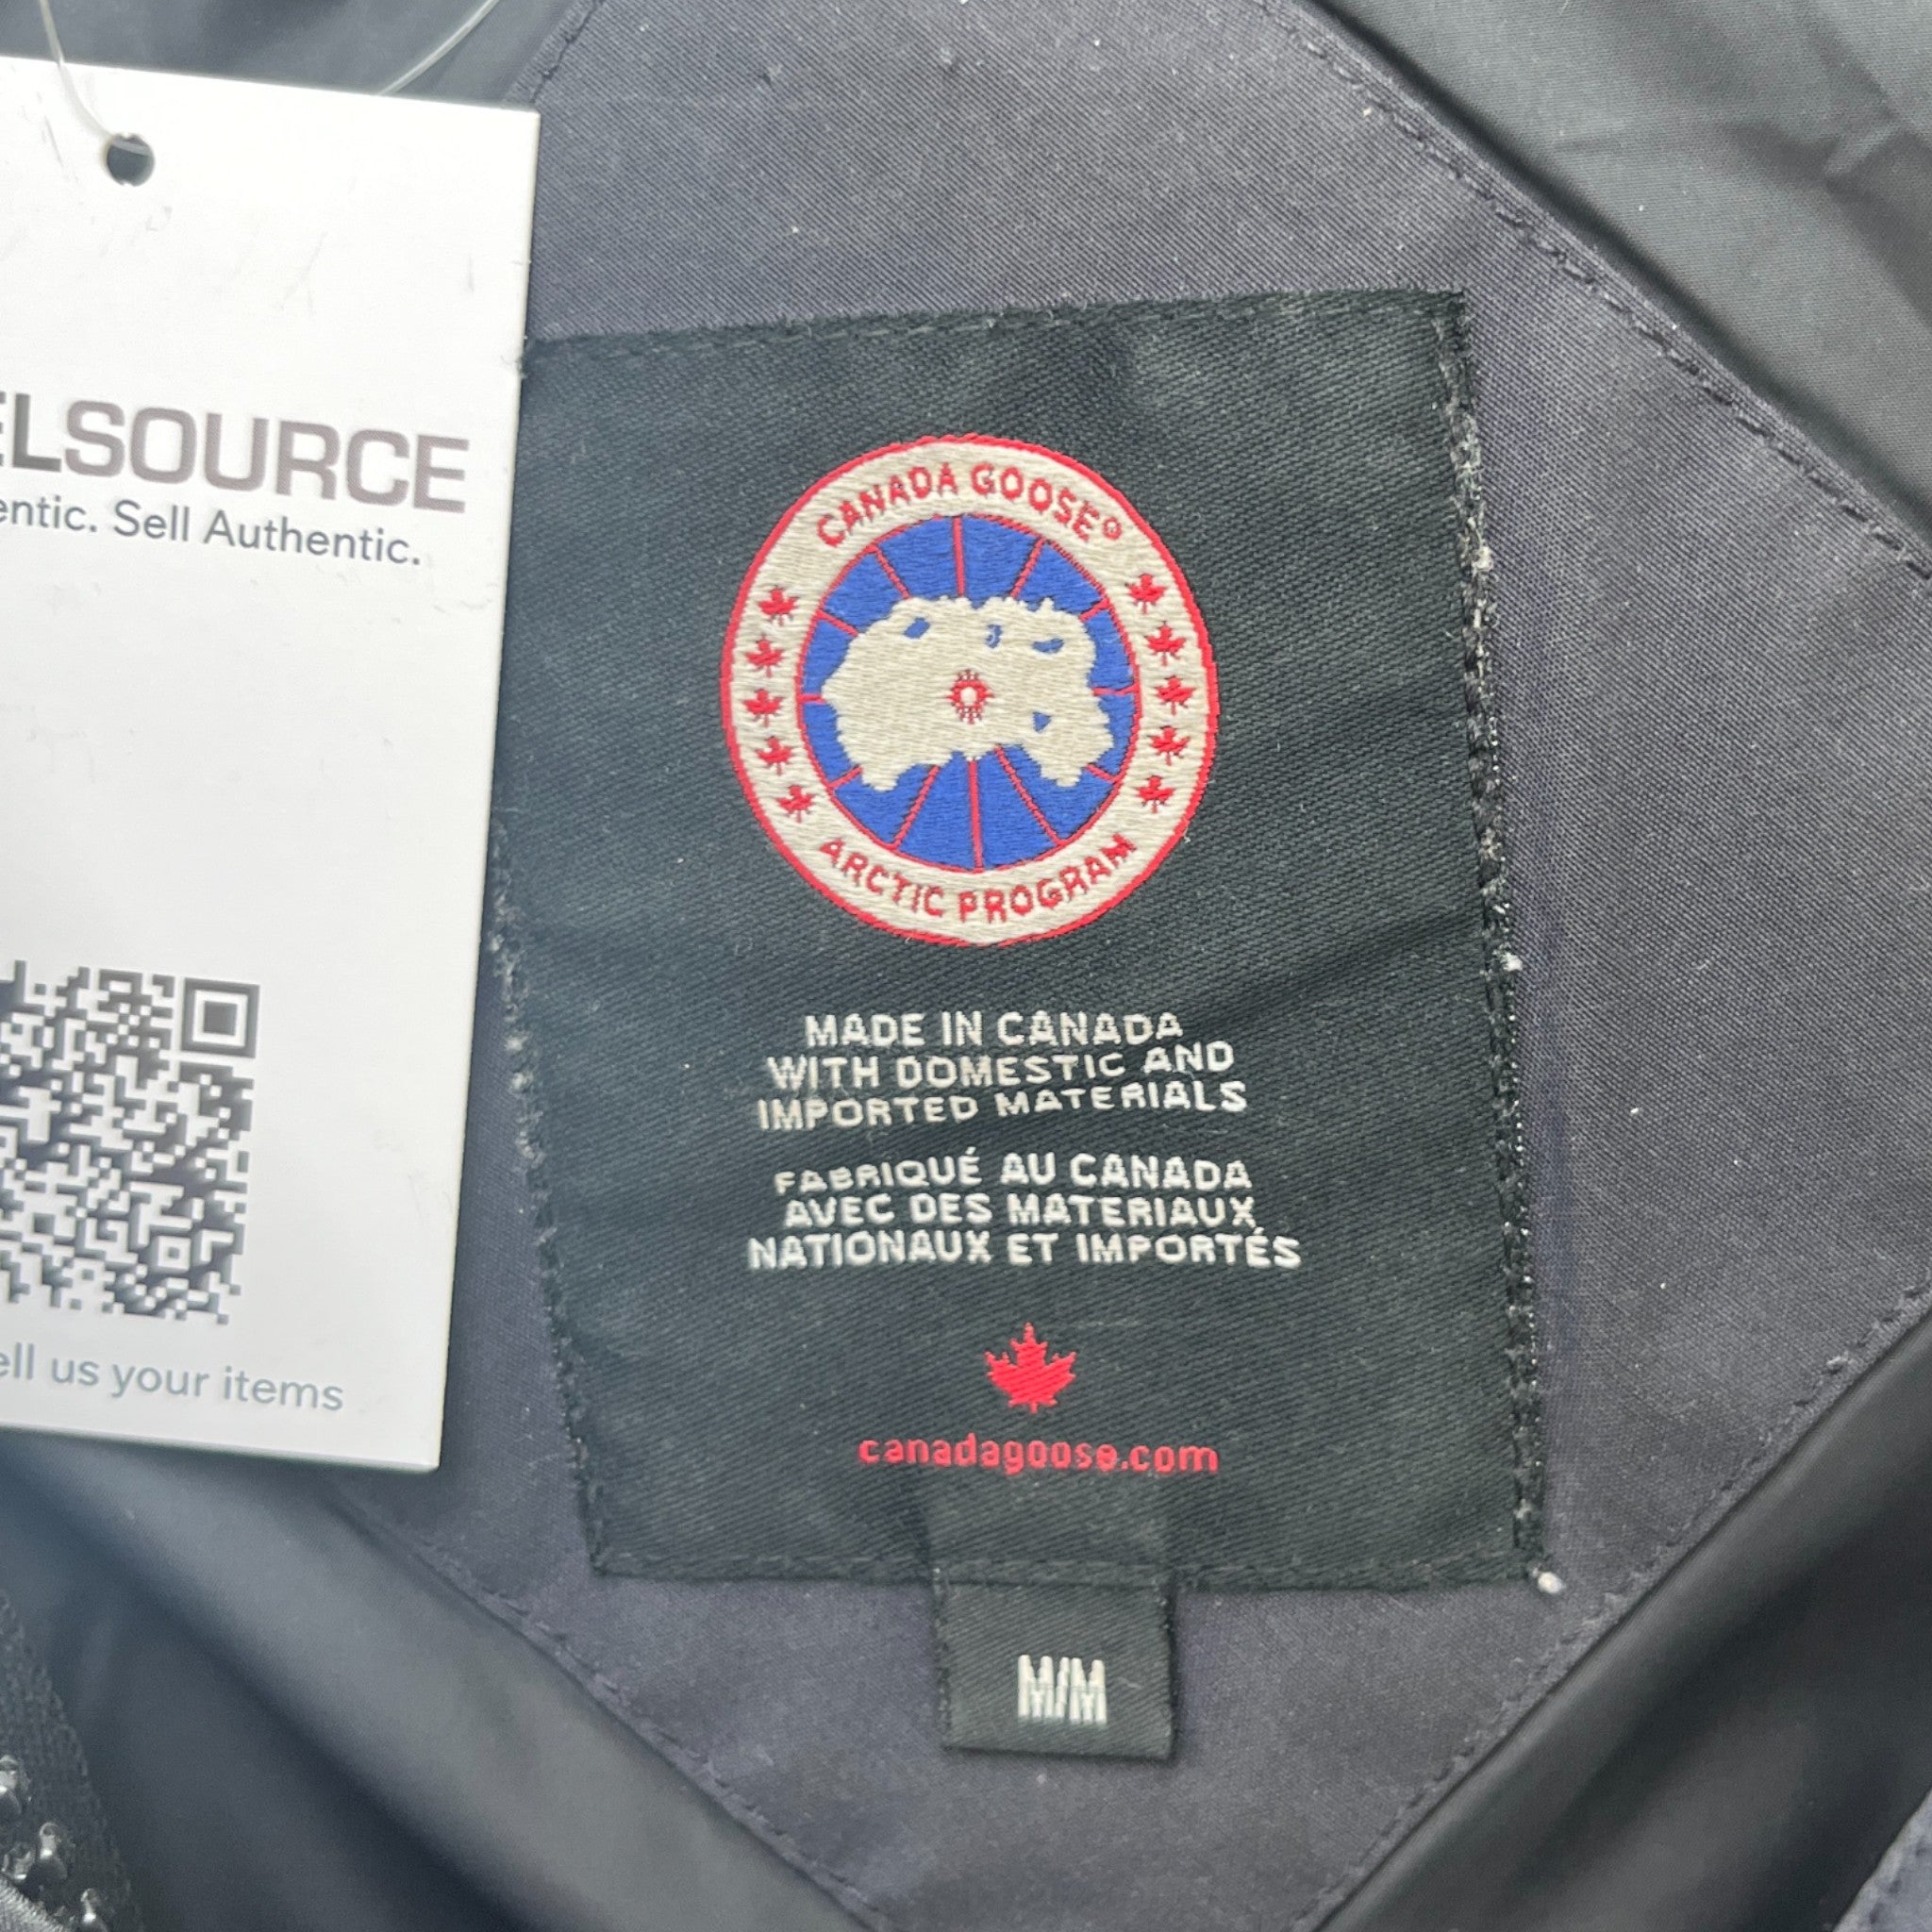 ELSOURCE
entic. Sell Authentic.
ell us your items
CANADA GOOSE®
ARCTIC PROGRAM
MADE IN CANADA
WITH DOMESTIC AND
IMPORTED MATERIALS
FABRIQUÉ AU CANADA
AVEC DES MATERIAUX
NATIONAUX ET IMPORTÉS
canadagoose.com
M/M